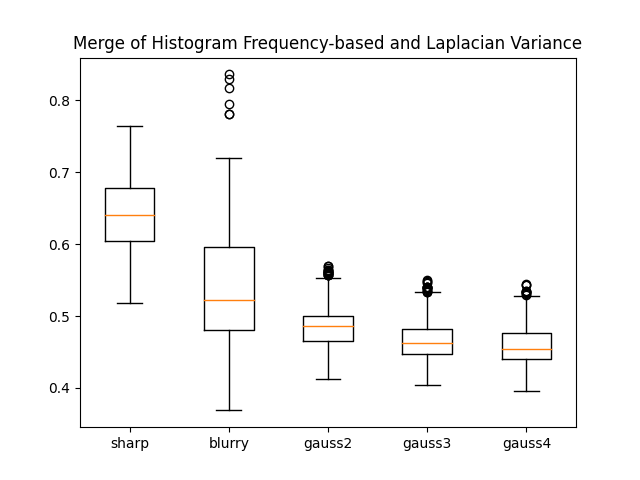 Merge of Histogram Frequency-based and Laplacian Variance
0.8
0.7
0.6
0.5
0.4
sharp blurry gauss2 gauss3 gauss4